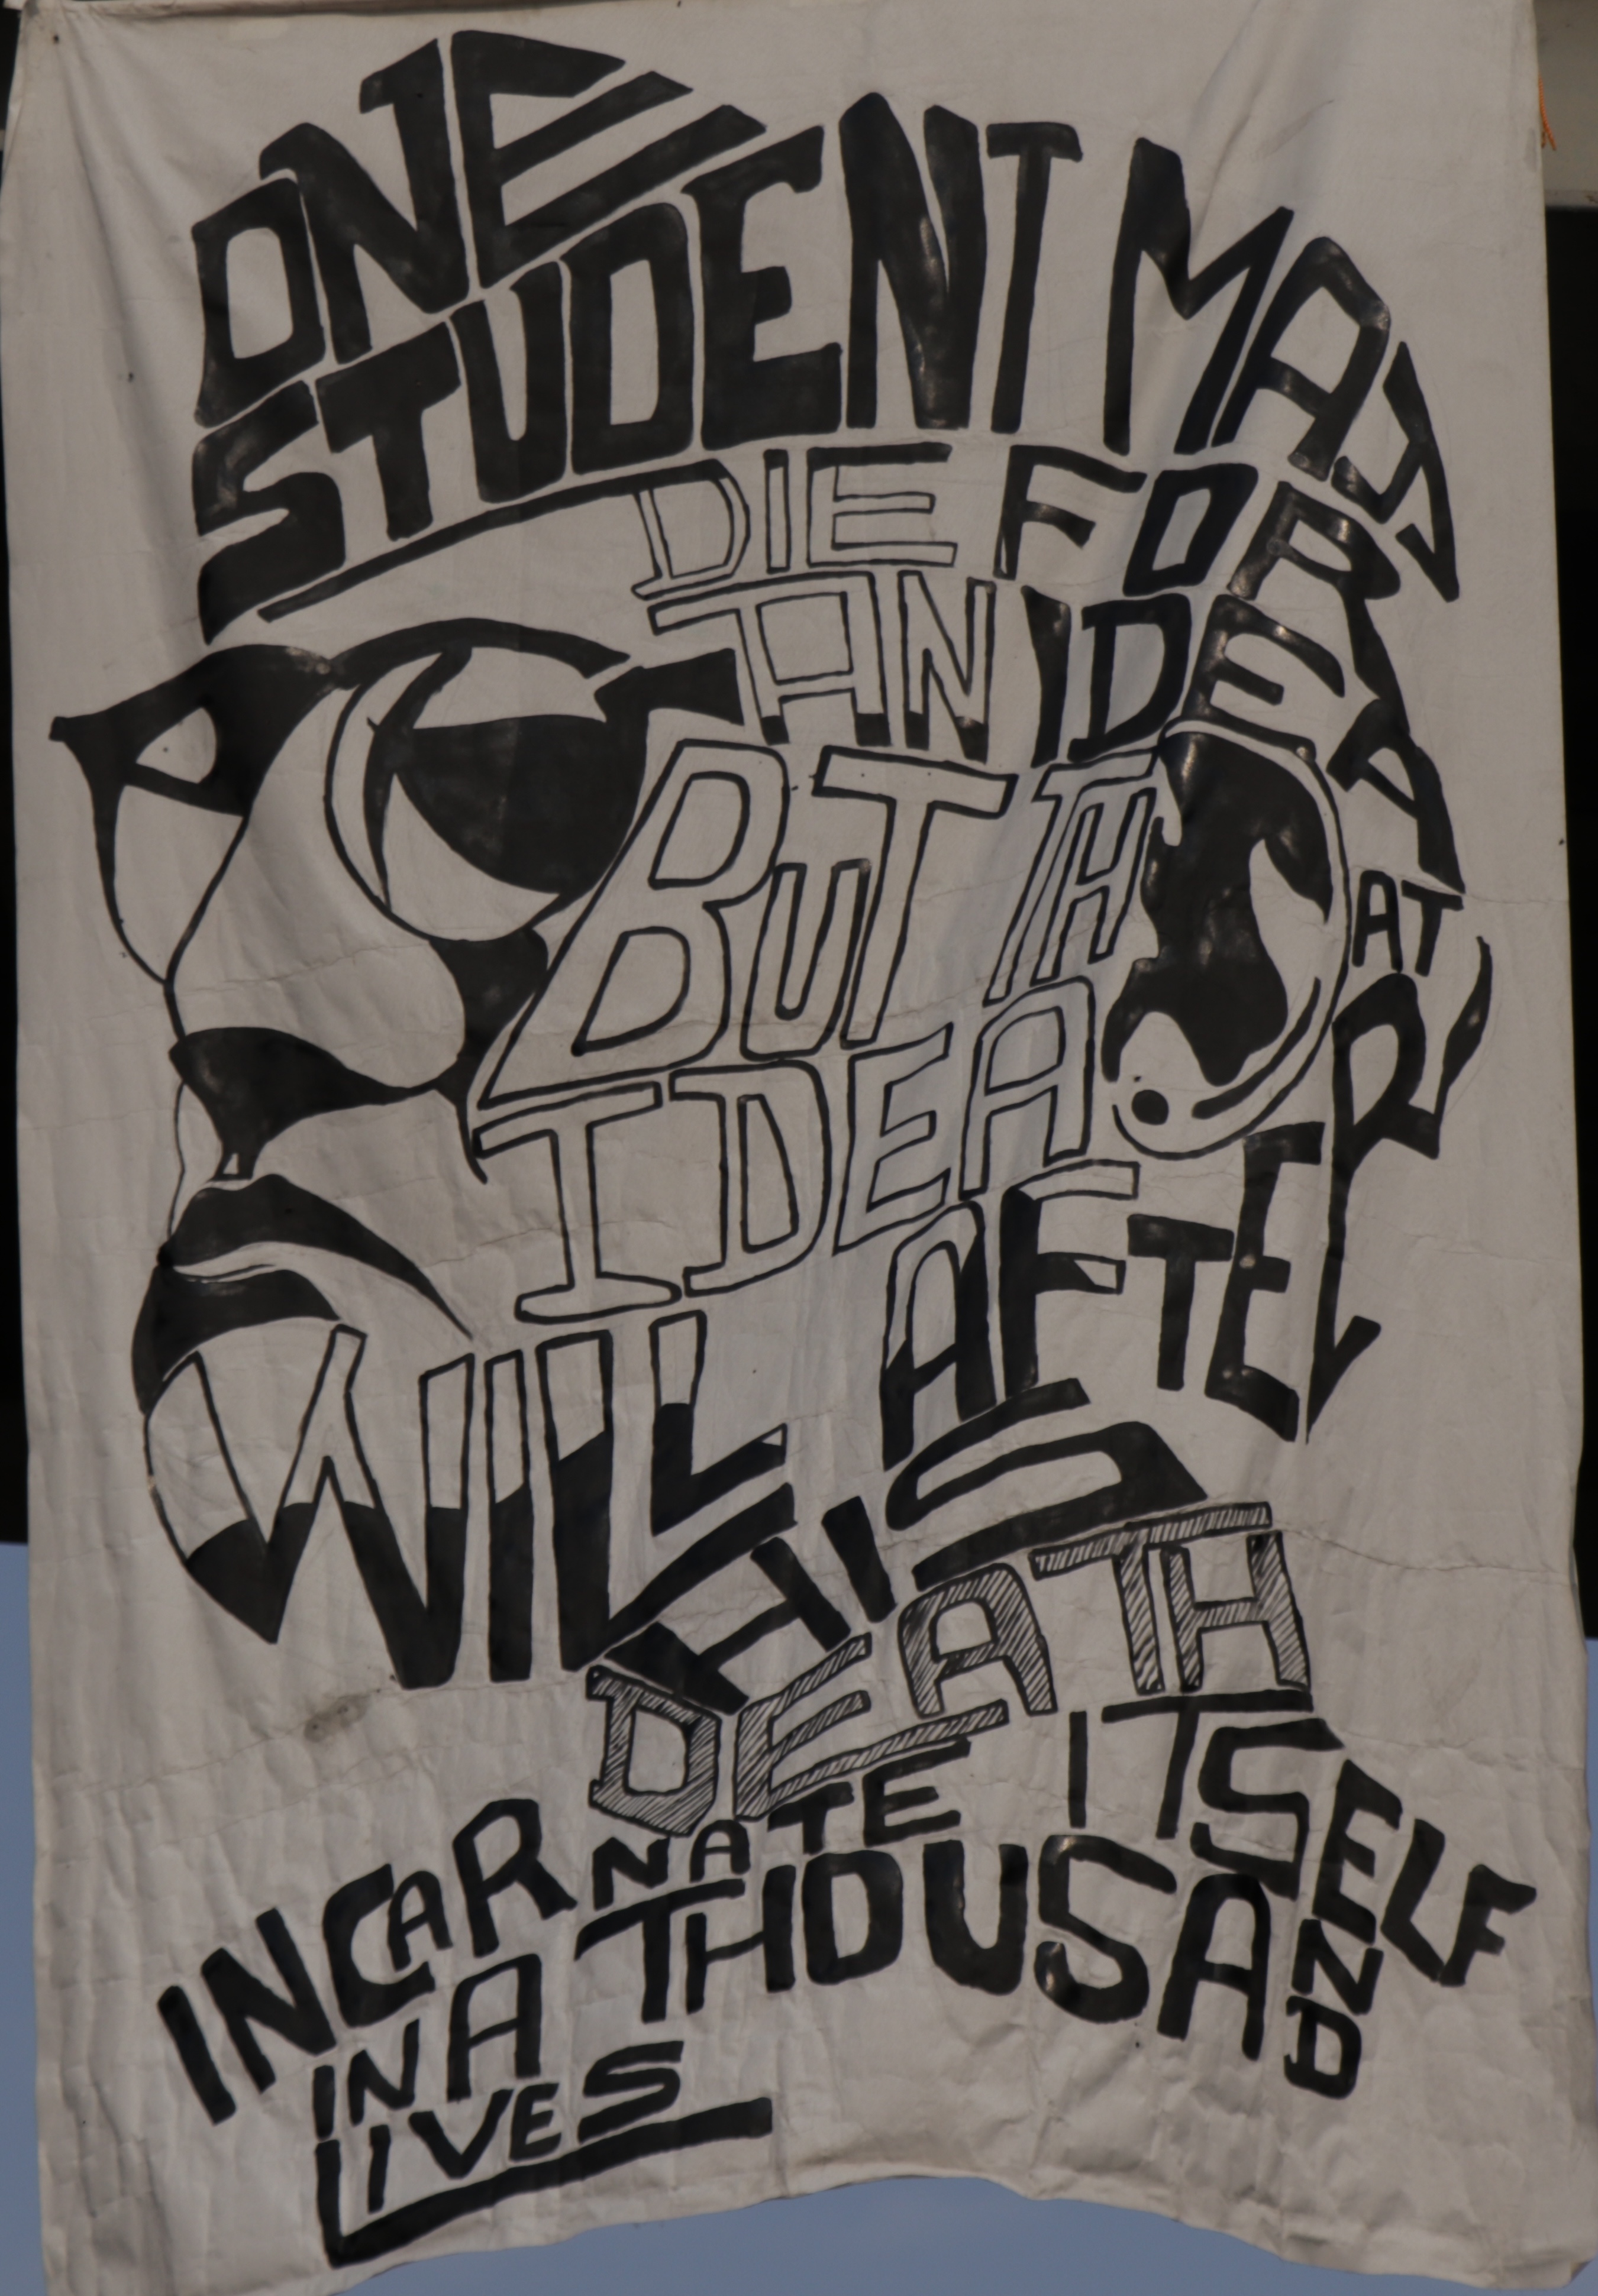 ONE
STUDENT MAY
DIE FOR
AN IDEA
BUT THAT
IDEA
WILL AFTER
HIS
DEATH
INCARNATE ITSELF
IN A THOUSAND
LIVES